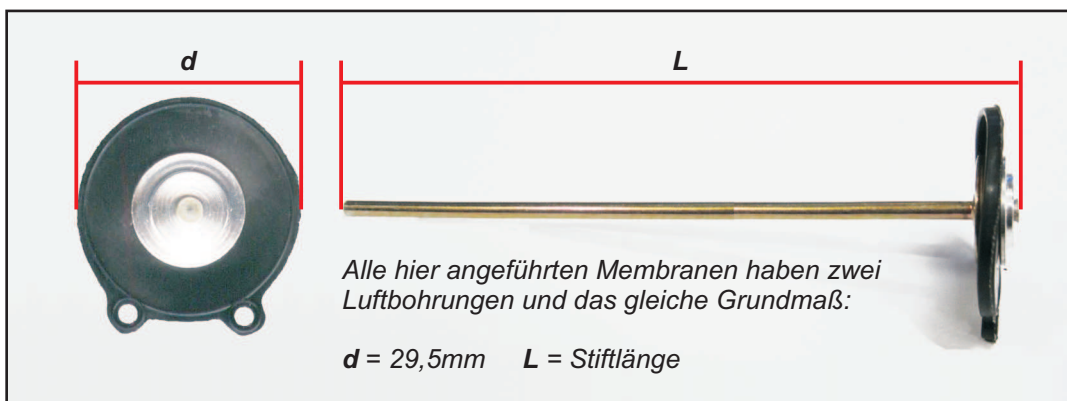 d
L
Alle hier angeführten Membranen haben zwei
Luftbohrungen und das gleiche Grundmaß:
d = 29,5mm L = Stiftlänge